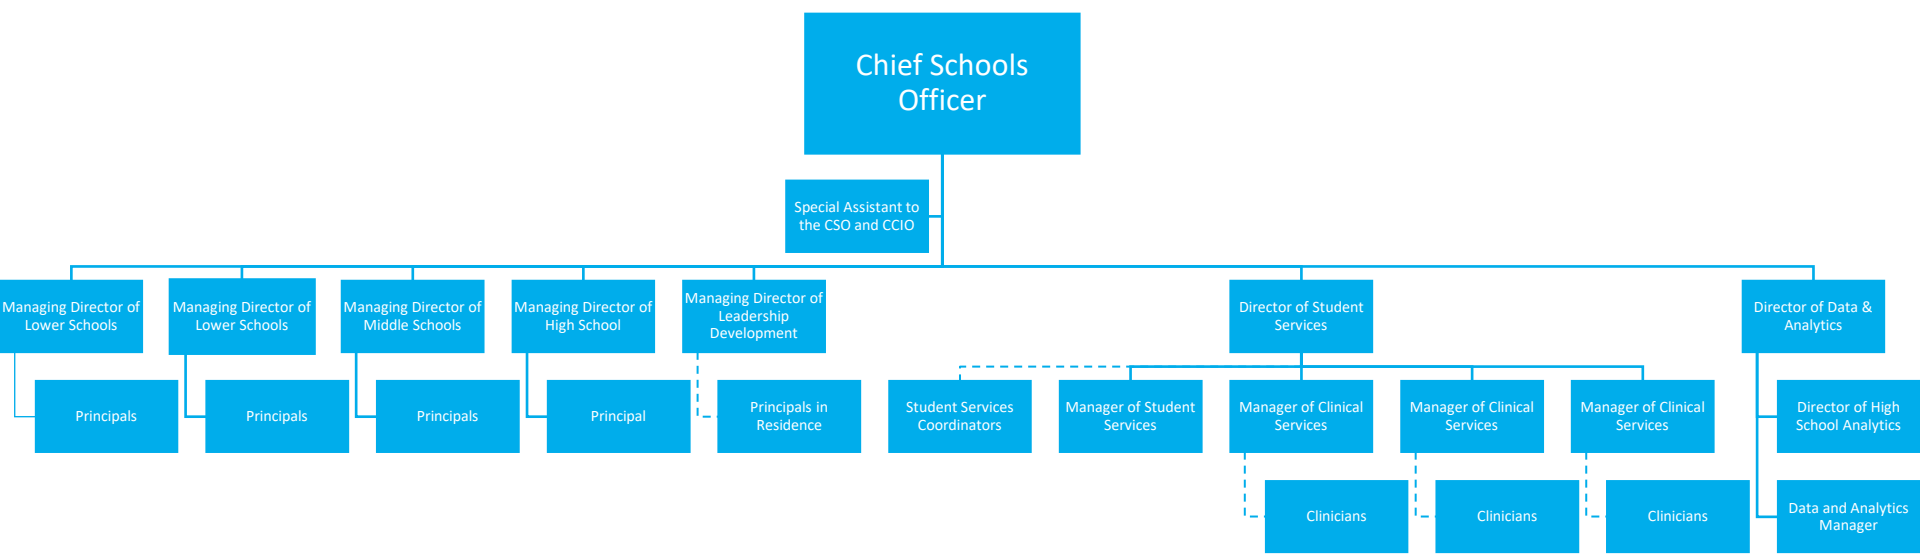 Chief Schools
Officer
Special Assistant to
the CSO and CCIO
Managing Director of
Lower Schools
Managing Director of
Lower Schools
Managing Director of
Middle Schools
Managing Director of
High School
Managing Director of
Leadership
Development
Director of Student
Services
Director of Data &
Analytics
Principals
Principals
Principals
Principal
Principals in
Residence
Student Services
Coordinators
Manager of Student
Services
Manager of Clinical
Services
Manager of Clinical
Services
Manager of Clinical
Services
Director of High
School Analytics
Clinicians
Clinicians
Clinicians
Data and Analytics
Manager